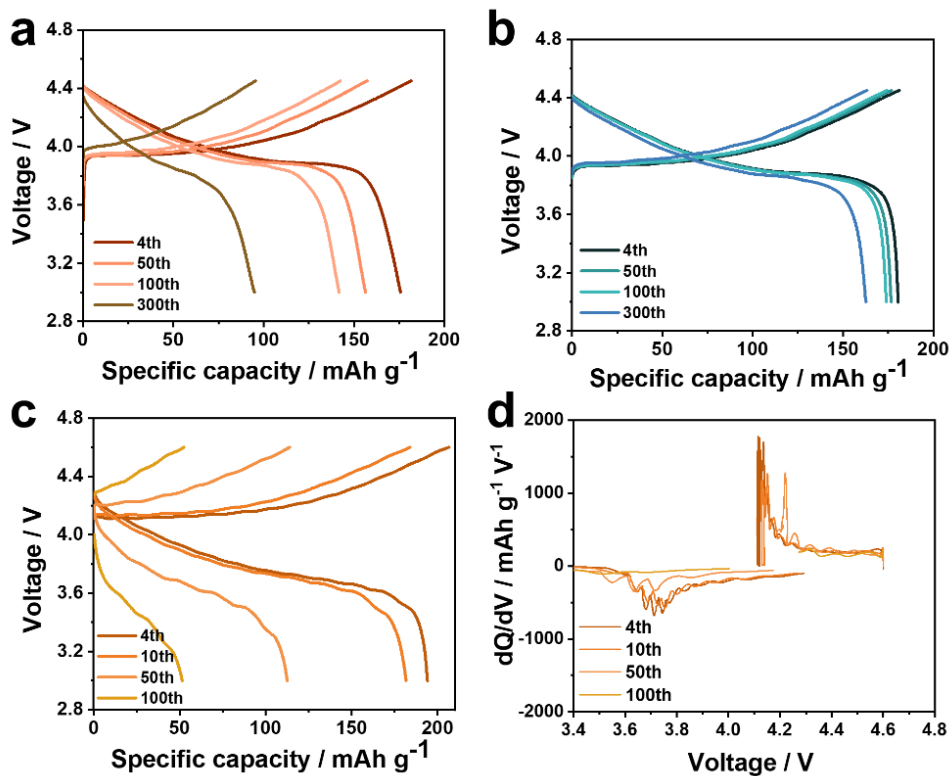 a
4.8
4.4
4.0
3.6
3.2
2.8
Voltage / V
4th
50th
100th
300th
0 50 100 150 200
Specific capacity / mAh g⁻¹
b
4.8
4.4
4.0
3.6
3.2
2.8
Voltage / V
4th
50th
100th
300th
0 50 100 150 200
Specific capacity / mAh g⁻¹
c
4.8
4.4
4.0
3.6
3.2
2.8
Voltage / V
4th
10th
50th
100th
0 50 100 150 200
Specific capacity / mAh g⁻¹
d
2000
1000
0
-1000
-2000
dQ/dV / mAh g⁻¹ V⁻¹
4th
10th
50th
100th
3.4 3.6 4.0 4.2 4.4 4.6 4.8
Voltage / V